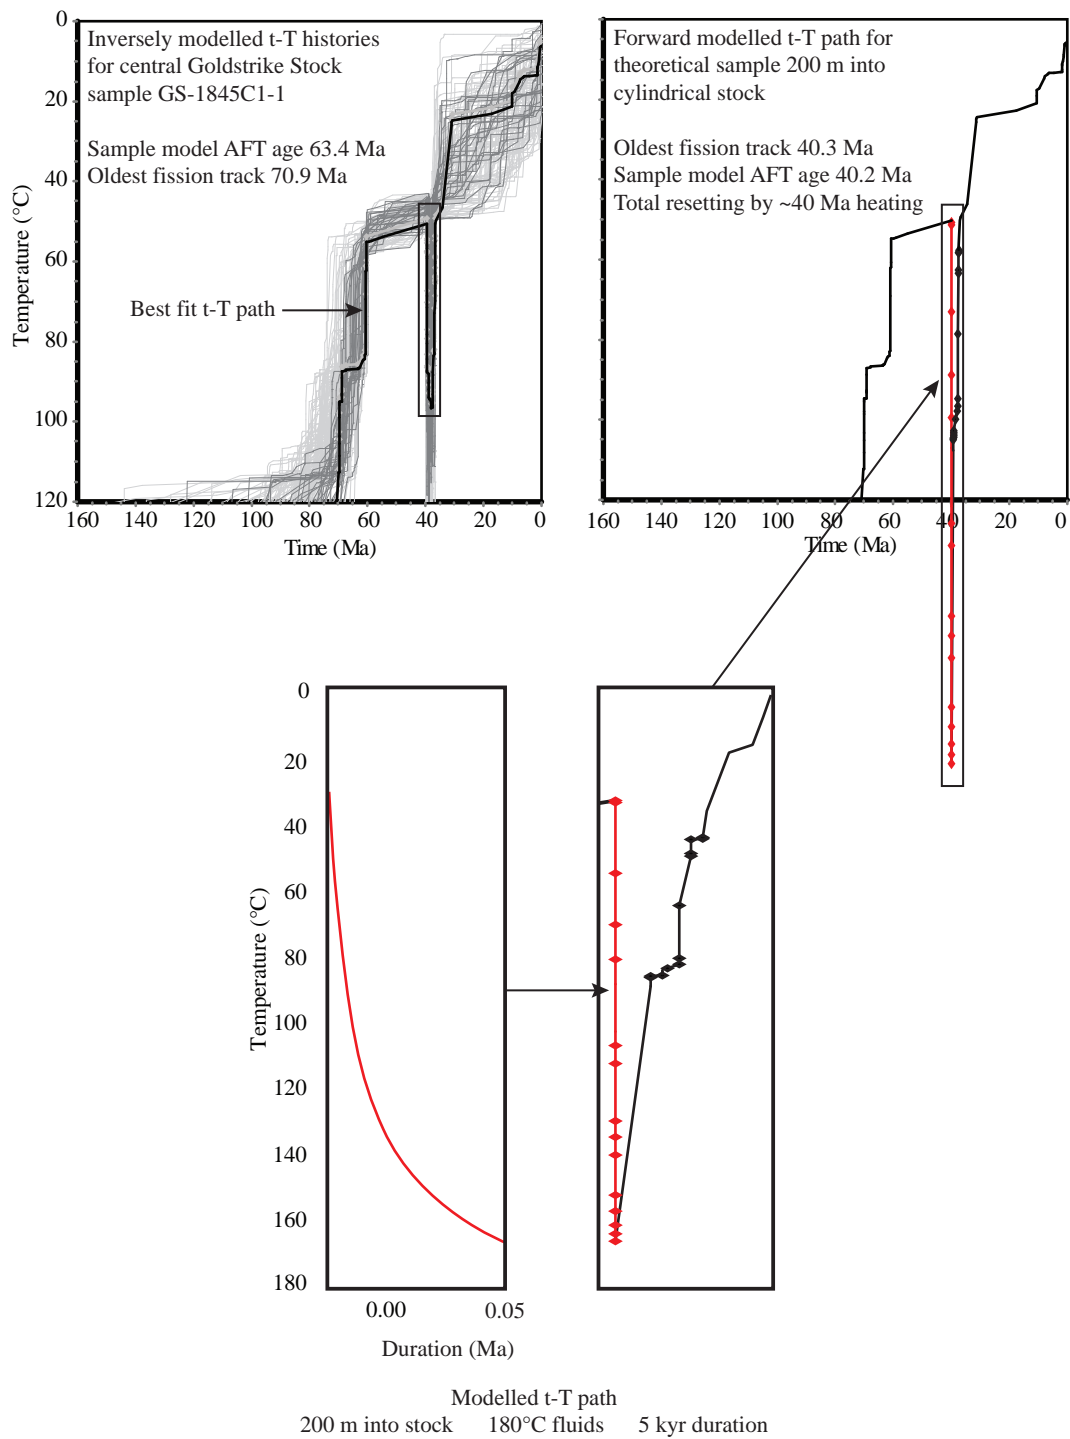 Inversely modelled t-T histories
for central Goldstrike Stock
sample GS-1845C1-1
Sample model AFT age 63.4 Ma
Oldest fission track 70.9 Ma
Best fit t-T path
Temperature (°C)
0
20
40
60
80
100
120
160 140 120 100 80 60 40 20 0
Time (Ma)
Forward modelled t-T path for
theoretical sample 200 m into
cylindrical stock
Oldest fission track 40.3 Ma
Sample model AFT age 40.2 Ma
Total resetting by ~40 Ma heating
160 140 120 100 80 60 40 20 0
Time (Ma)
Temperature (°C)
0
20
40
60
80
100
120
140
160
180
0.00 0.05
Duration (Ma)
Modelled t-T path
200 m into stock 180°C fluids 5 kyr duration